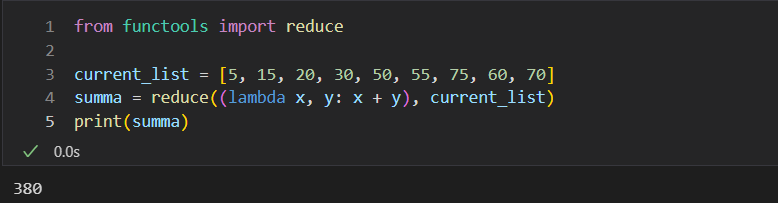 1 from functools import reduce
2
3 current_list = [5, 15, 20, 30, 50, 55, 75, 60, 70]
4 summa = reduce((lambda x, y: x + y), current_list)
5 print(summa)
0.0s
380